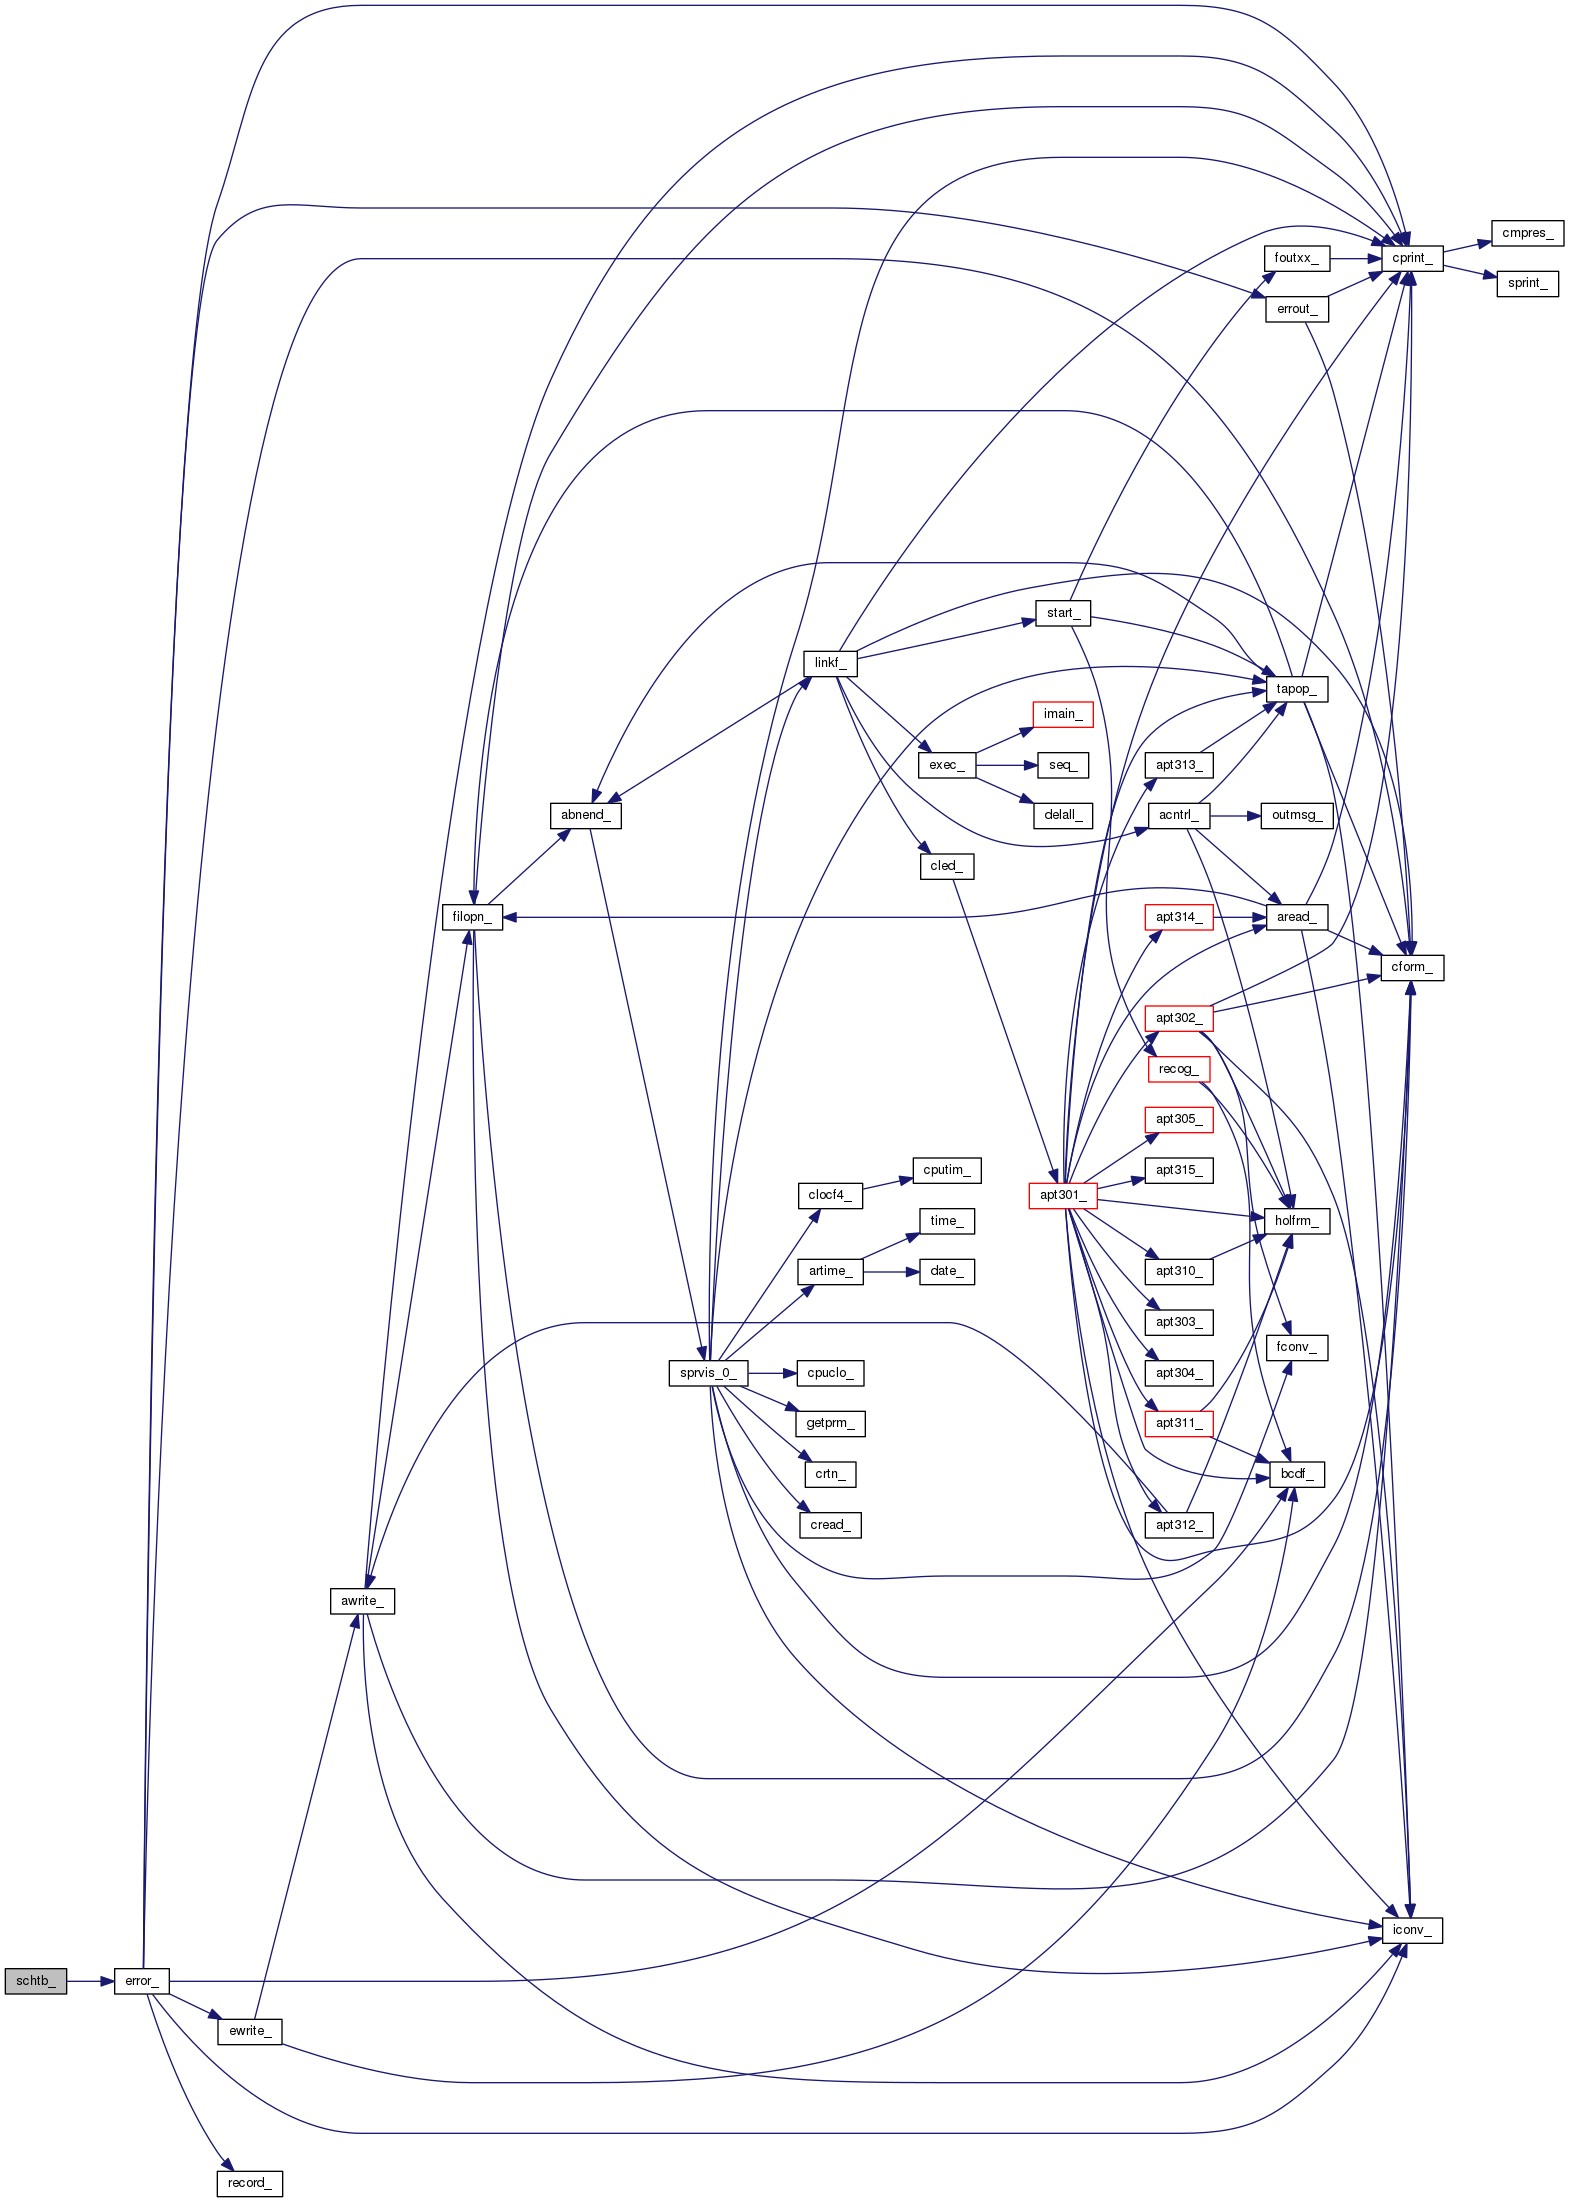 cmpres_
foutxx_
cprint_
sprint_
errout_
start_
linkf_
tapop_
imain_
exec_
seq_
apt313_
abnend_
delall_
acntrl_
outmsg_
cled_
filopn_
apt314_
aread_
cform_
apt302_
recog_
apt305_
cputim_
apt315_
clocf4_
apt301_
time_
holfrm_
artime_
date_
apt310_
apt303_
fconv_
sprvis_0_
cpuclo_
apt304_
getprm_
apt311_
crtn_
bcdf_
cread_
apt312_
awrite_
iconv_
schtb_
error_
ewrite_
record_